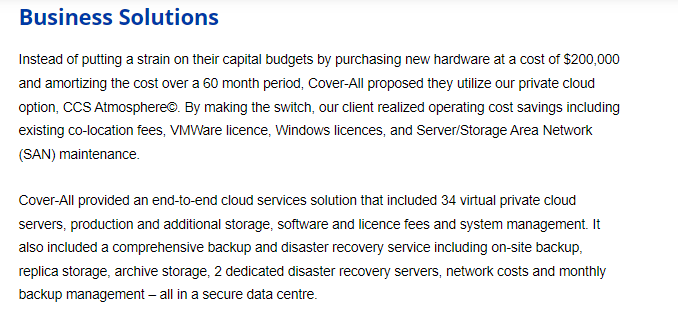 Business Solutions
Instead of putting a strain on their capital budgets by purchasing new hardware at a cost of $200,000
and amortizing the cost over a 60 month period, Cover-All proposed they utilize our private cloud
option, CCS Atmosphere©. By making the switch, our client realized operating cost savings including
existing co-location fees, VMWare licence, Windows licences, and Server/Storage Area Network
(SAN) maintenance.
Cover-All provided an end-to-end cloud services solution that included 34 virtual private cloud
servers, production and additional storage, software and licence fees and system management. It
also included a comprehensive backup and disaster recovery service including on-site backup,
replica storage, archive storage, 2 dedicated disaster recovery servers, network costs and monthly
backup management – all in a secure data centre.